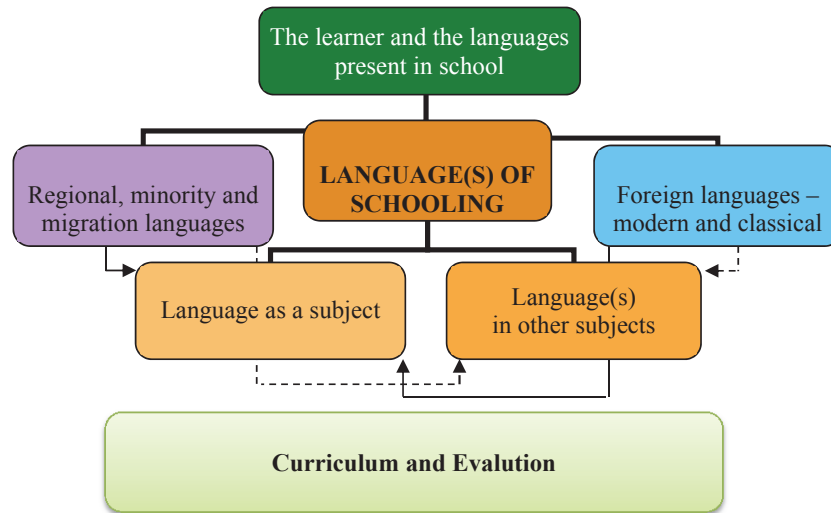 The learner and the languages
present in school
LANGUAGE(S) OF
SCHOOLING
Regional, minority and
migration languages
Foreign languages –
modern and classical
Language as a subject
Language(s)
in other subjects
Curriculum and Evalution